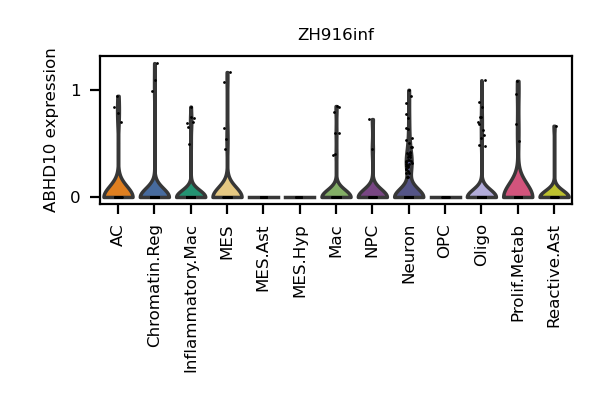 ZH916inf
ABHD10 expression
1
0
AC
Chromatin.Reg
Inflammatory.Mac
MES
MES.Ast
MES.Hyp
Mac
NPC
Neuron
OPC
Oligo
Prolif.Metab
Reactive.Ast